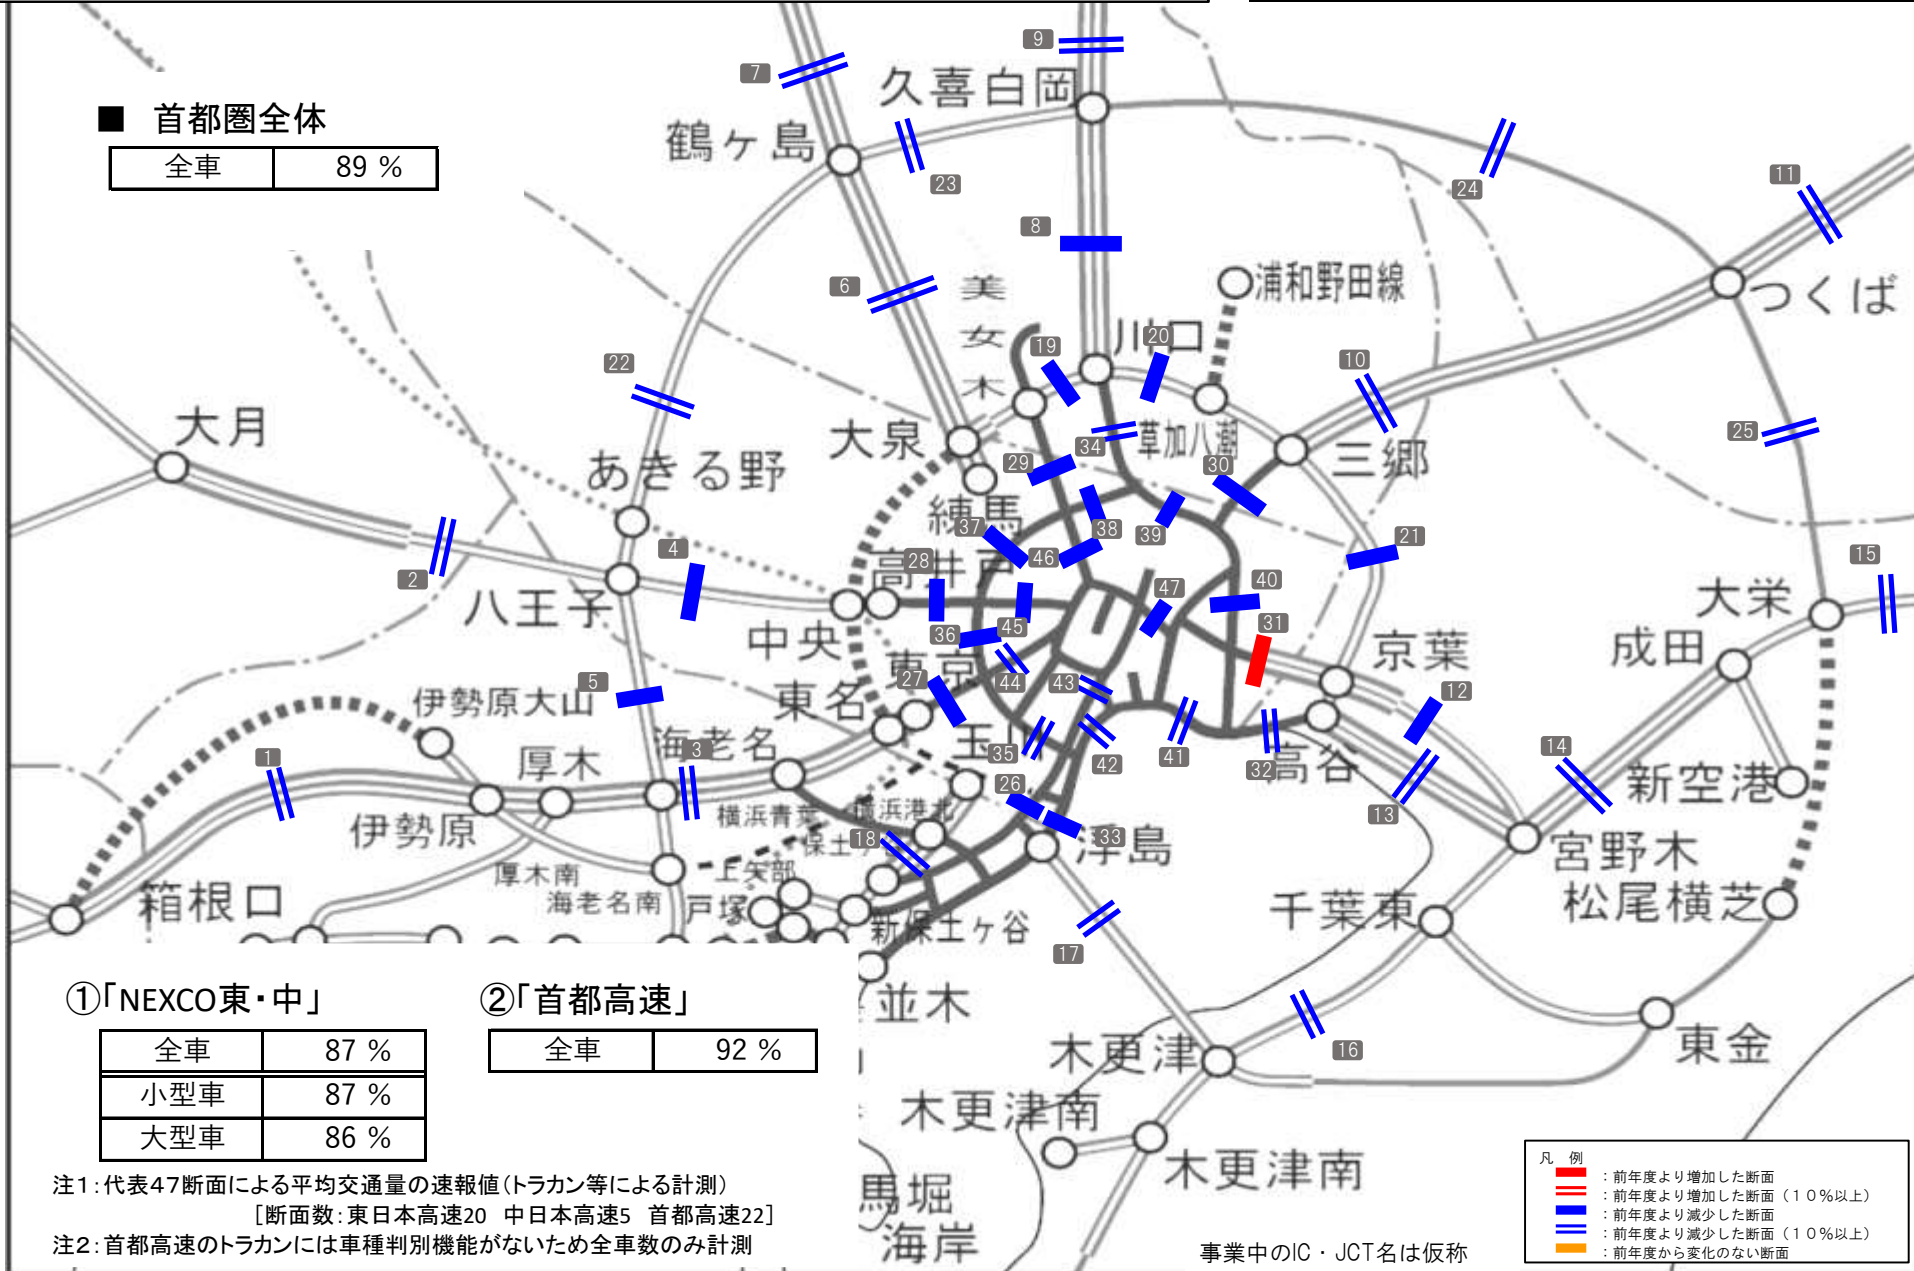 9
7
久喜白岡
■ 首都圏全体
全車 89 %
鶴ヶ島
23
24
11
8
6
美女木
浦和野田線
つくば
川口
19
20
22
10
大月
大泉
34
草加八潮
25
あきる野
29
30
三郷
練馬
37
38
39
21
28
高井戸
46
15
4
2
八王子
47
40
大栄
中央
36
45
31
京葉
成田
東京
44
43
27
5
伊勢原大山
東名
12
海老名
3
玉川
35
42
41
32
高谷
14
1
厚木
新空港
26
13
横浜青葉
横浜港北
伊勢原
18
保土ヶ谷
33
浮島
宮野木
厚木南
上矢部
箱根口
海老名南
戸塚
千葉東
松尾横芝
新保土ヶ谷
17
①「NEXCO東・中」
②「首都高速」
並木
全車 87 %
小型車 87 %
大型車 86 %
全車 92 %
木更津
16
東金
木更津南
木更津南
馬堀海岸
注1:代表47断面による平均交通量の速報値(トラカン等による計測)
[断面数:東日本高速20 中日本高速5 首都高速22]
注2:首都高速のトラカンには車種判別機能がないため全車数のみ計測
事業中のIC・JCT名は仮称
凡 例
:前年度より増加した断面
:前年度より増加した断面(10%以上)
:前年度より減少した断面
:前年度より減少した断面(10%以上)
:前年度から変化のない断面